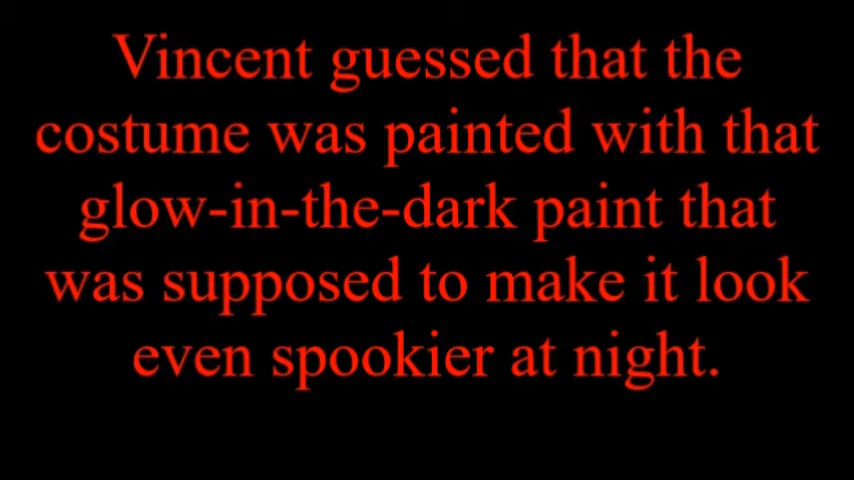 Vincent guessed that the
costume was painted with that
glow-in-the-dark paint that
was supposed to make it look
even spookier at night.